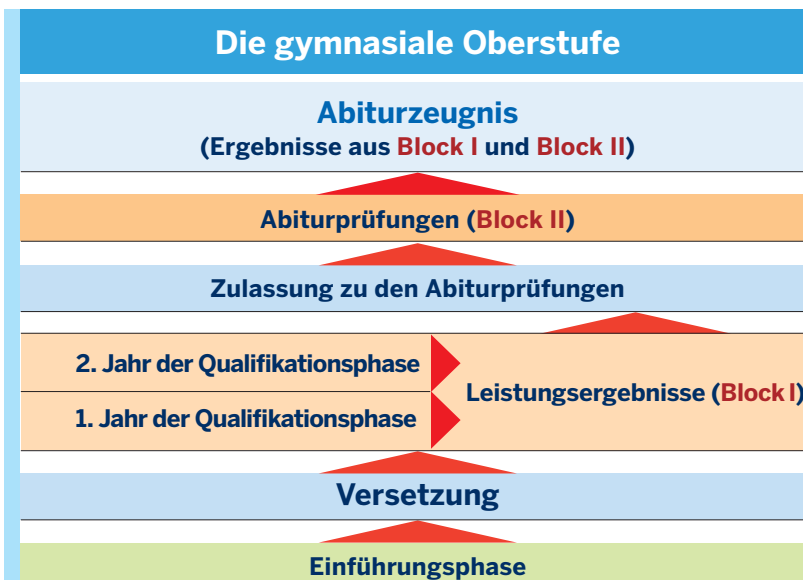 Die gymnasiale Oberstufe
Abiturzeugnis
(Ergebnisse aus Block I und Block II)
Abiturprüfungen (Block II)
Zulassung zu den Abiturprüfungen
2. Jahr der Qualifikationsphase
1. Jahr der Qualifikationsphase
Leistungsergebnisse (Block I)
Versetzung
Einführungsphase